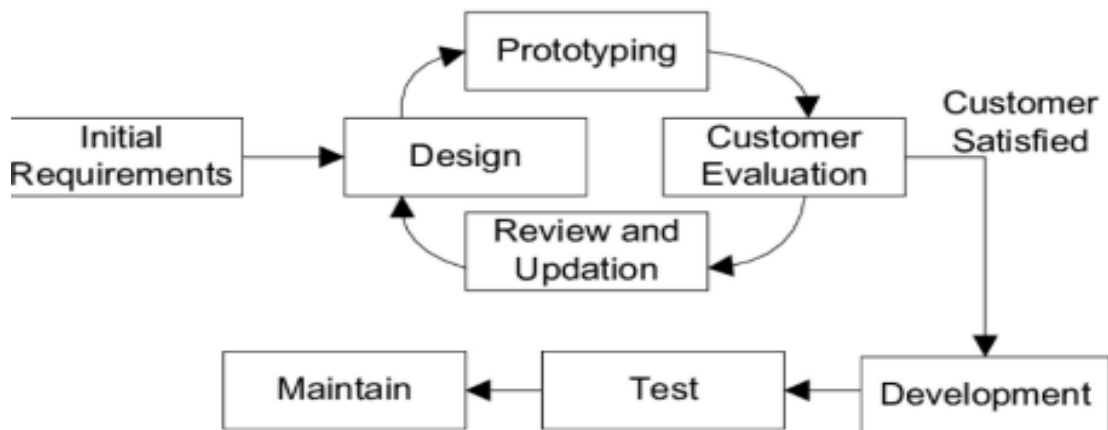 Prototyping
Customer
Satisfied
Initial
Requirements
Design
Customer
Evaluation
Review and
Updation
Maintain
Test
Development